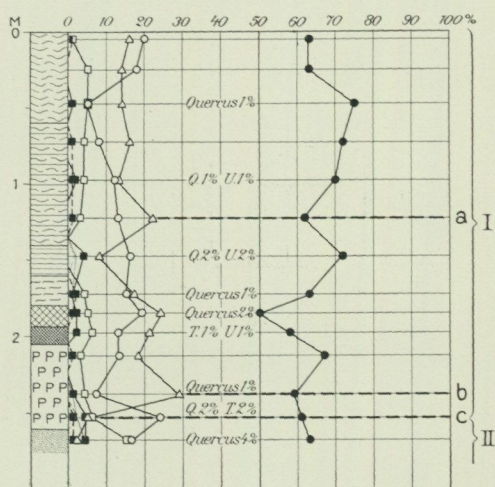 M 0 10 20 30 40 50 60 70 80 90 100%
0
Quercus 1%
1
Q.1% U.1%
a I
Q.2% U.2%
Quercus 1%
Quercus 2%
2 T.1% U.1%
P P P
P P
P P P
Quercus 1% b
P P
Q.2% T.2% c
P P P
Quercus 4% II